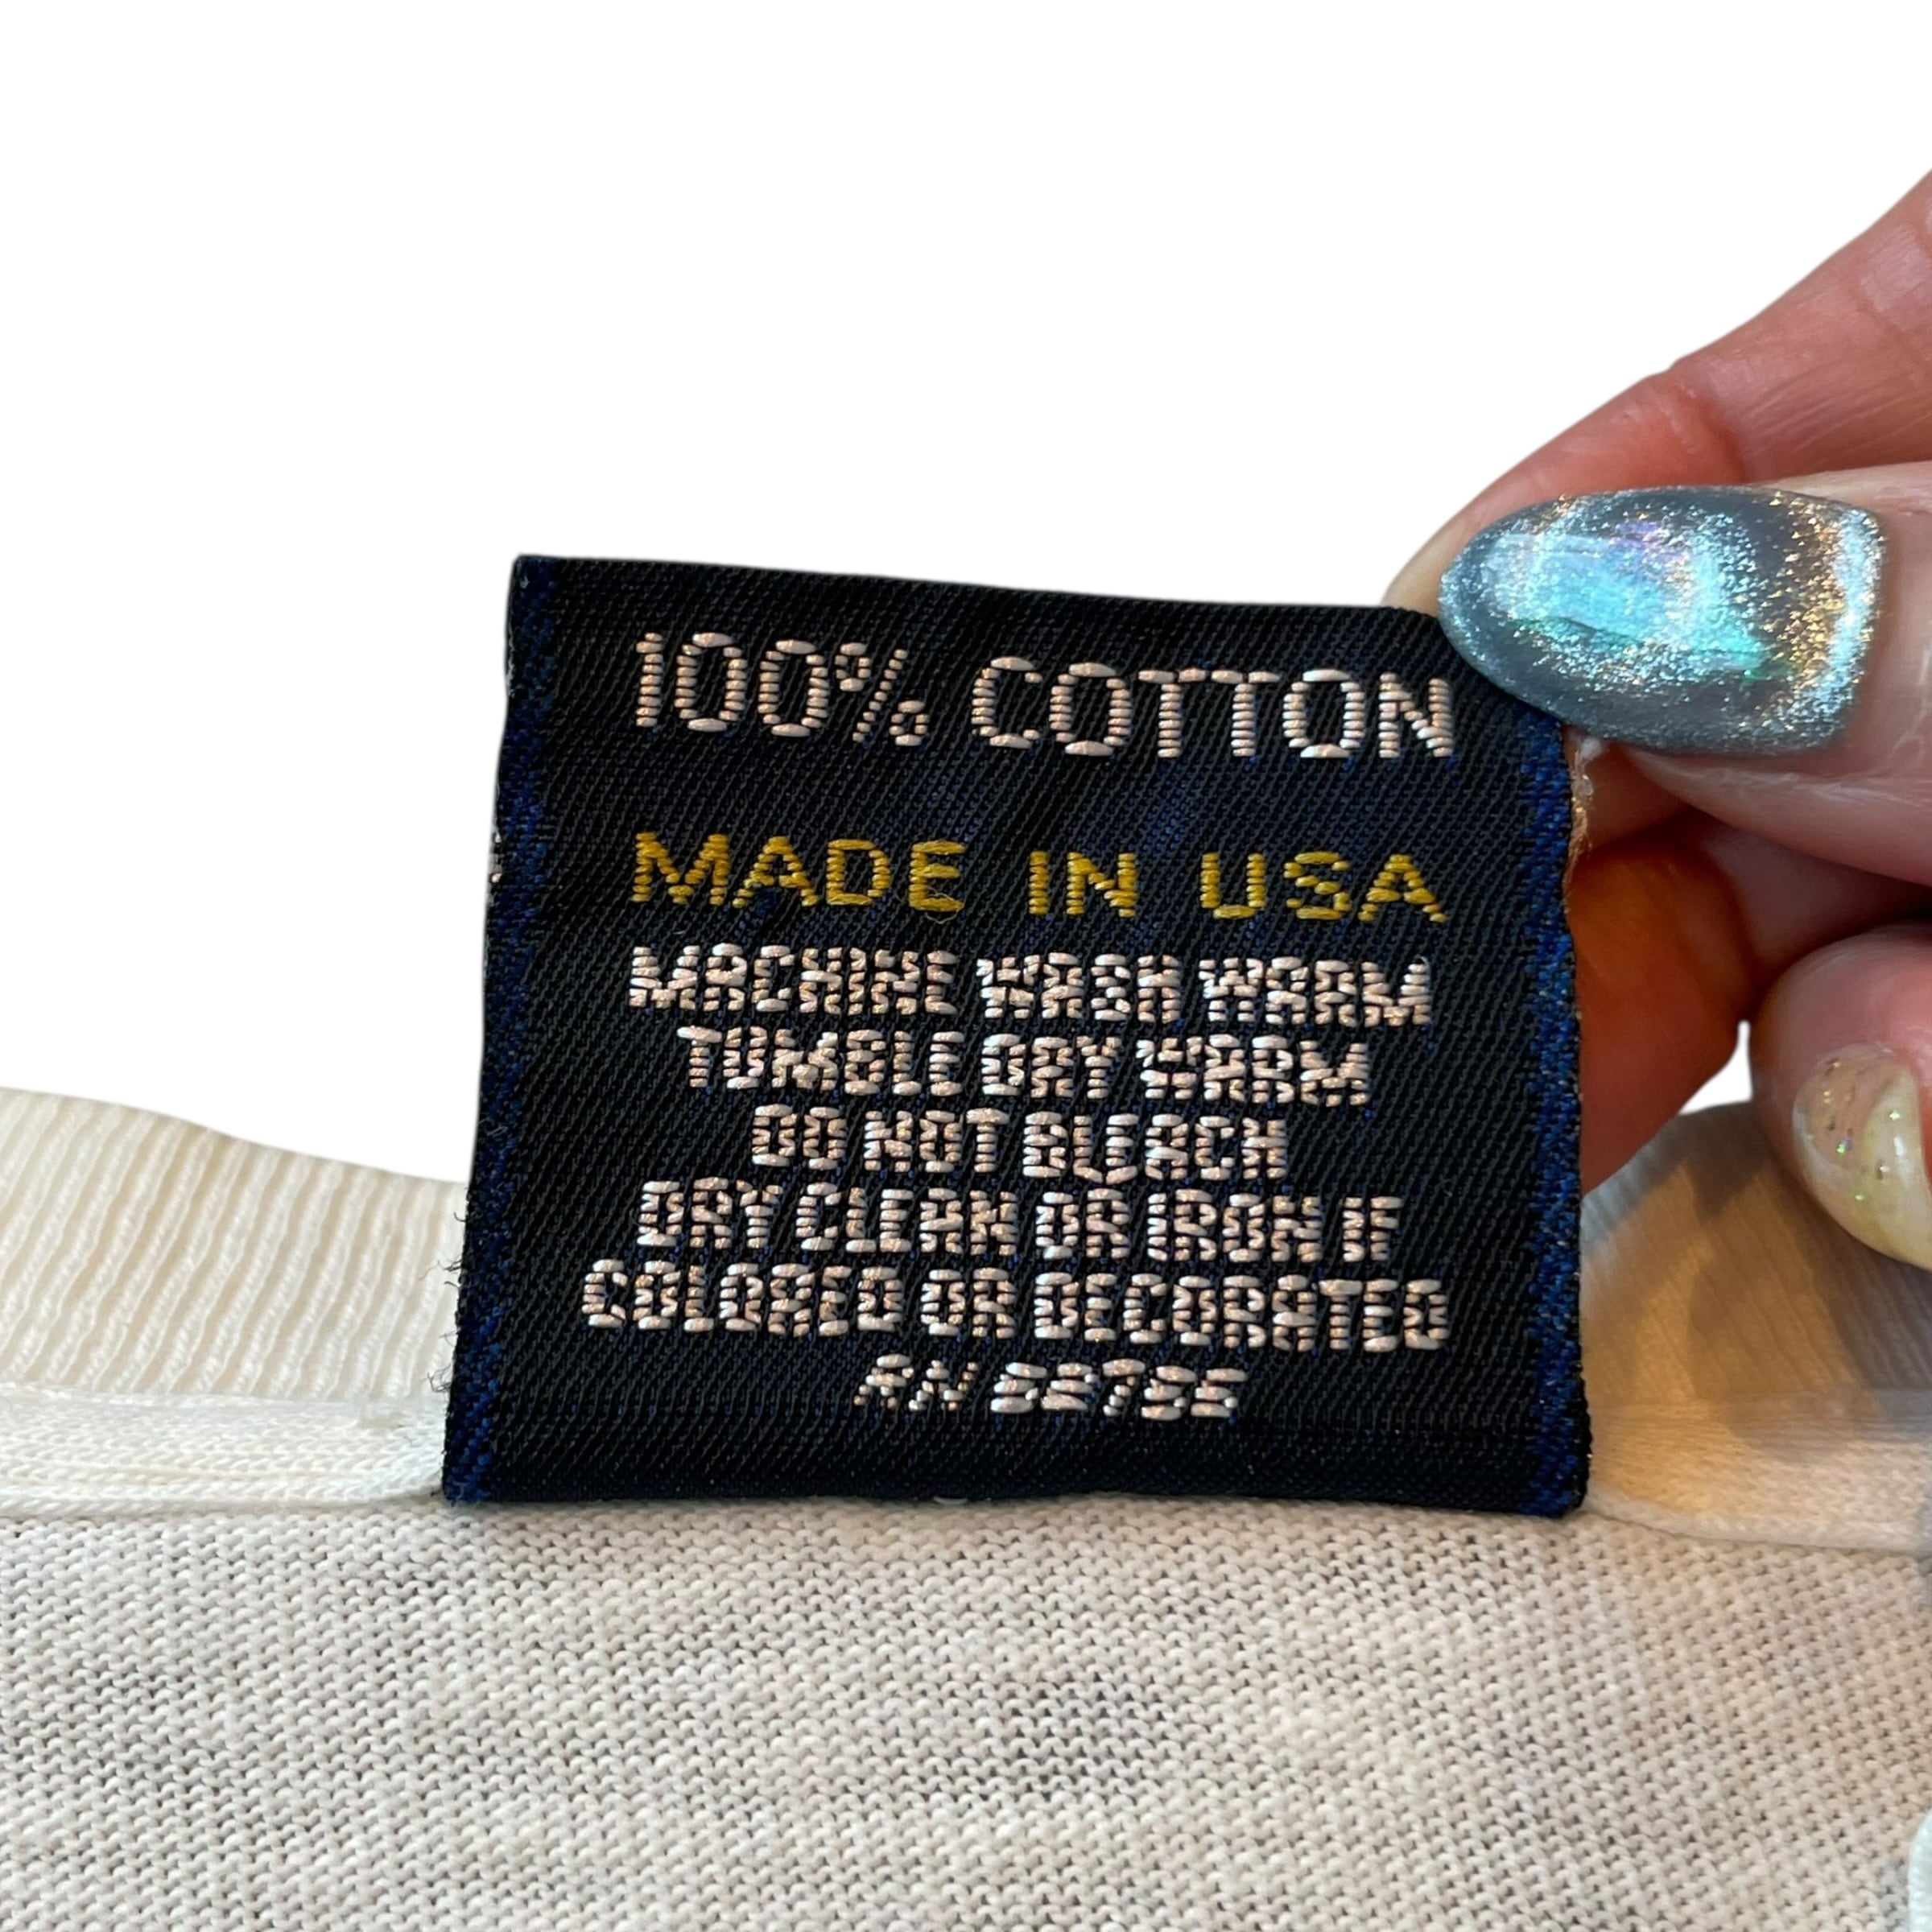 100% COTTON
MADE IN USA
MACHINE WASH WARM
TUMBLE DRY WARM
DO NOT BLEACH
DRY CLEAN OR IRON IF
COLORED OR DECORATED
RN